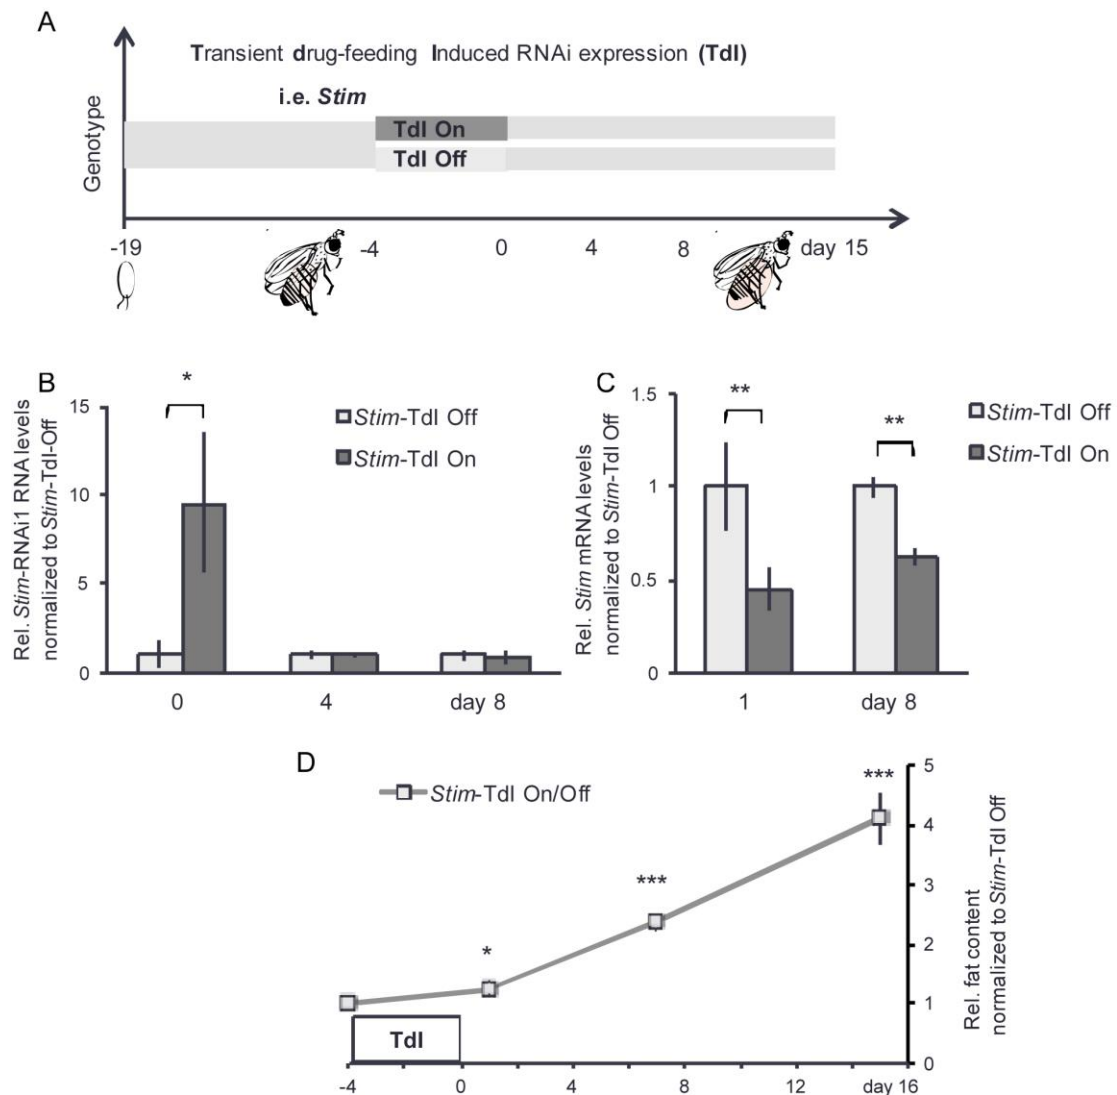 A
Transient drug-feeding Induced RNAi expression (TdI)
i.e. Stim
TdI On
TdI Off
Genotype
-19
-4
0
4
8
day 15
B
Rel. Stim-RNAi1 RNA levels
normalized to Stim-TdI-Off
15
10
5
0
*
Stim-TdI Off
Stim-TdI On
0
4
day 8
C
Rel. Stim mRNA levels
normalized to Stim-TdI Off
1.5
1
0.5
0
**
**
Stim-TdI Off
Stim-TdI On
1
day 8
D
Stim-TdI On/Off
*
***
***
TdI
5
4
3
2
1
0
Rel. fat content
normalized to Stim-TdI Off
-4
0
4
8
12
day 16